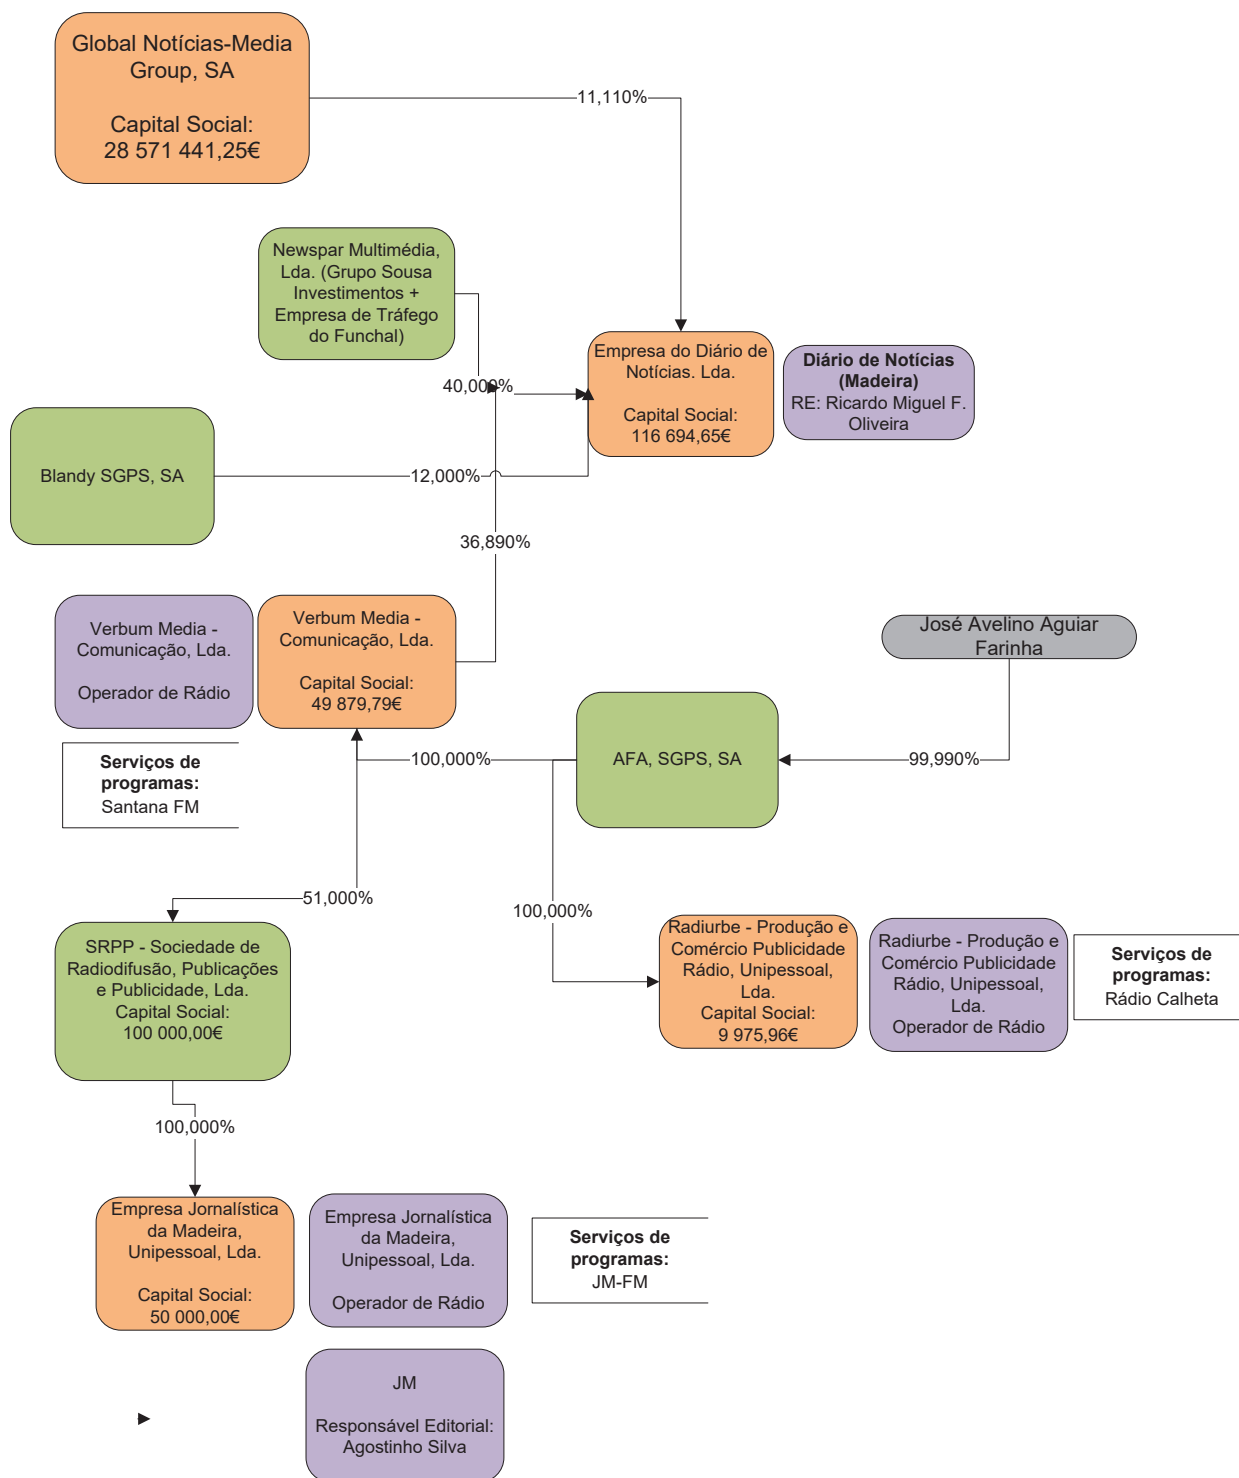 Global Notícias-Media
Group, SA
Capital Social:
28 571 441,25€
11,110%
Newspar Multimédia,
Lda. (Grupo Sousa
Investimentos +
Empresa de Tráfego
do Funchal)
40,000%
Empresa do Diário de
Notícias. Lda.
Capital Social:
116 694,65€
Diário de Notícias
(Madeira)
RE: Ricardo Miguel F.
Oliveira
Blandy SGPS, SA
12,000%
36,890%
Verbum Media -
Comunicação, Lda.
Operador de Rádio
Verbum Media -
Comunicação, Lda.
Capital Social:
49 879,79€
José Avelino Aguiar
Farinha
Serviços de
programas:
Santana FM
100,000%
AFA, SGPS, SA
99,990%
51,000%
100,000%
SRPP - Sociedade de
Radiodifusão, Publicações
e Publicidade, Lda.
Capital Social:
100 000,00€
Radiurbe - Produção e
Comércio Publicidade
Rádio, Unipessoal,
Lda.
Capital Social:
9 975,96€
Radiurbe - Produção e
Comércio Publicidade
Rádio, Unipessoal,
Lda.
Operador de Rádio
Serviços de
programas:
Rádio Calheta
100,000%
Empresa Jornalística
da Madeira,
Unipessoal, Lda.
Capital Social:
50 000,00€
Empresa Jornalística
da Madeira,
Unipessoal, Lda.
Operador de Rádio
Serviços de
programas:
JM-FM
JM
Responsável Editorial:
Agostinho Silva